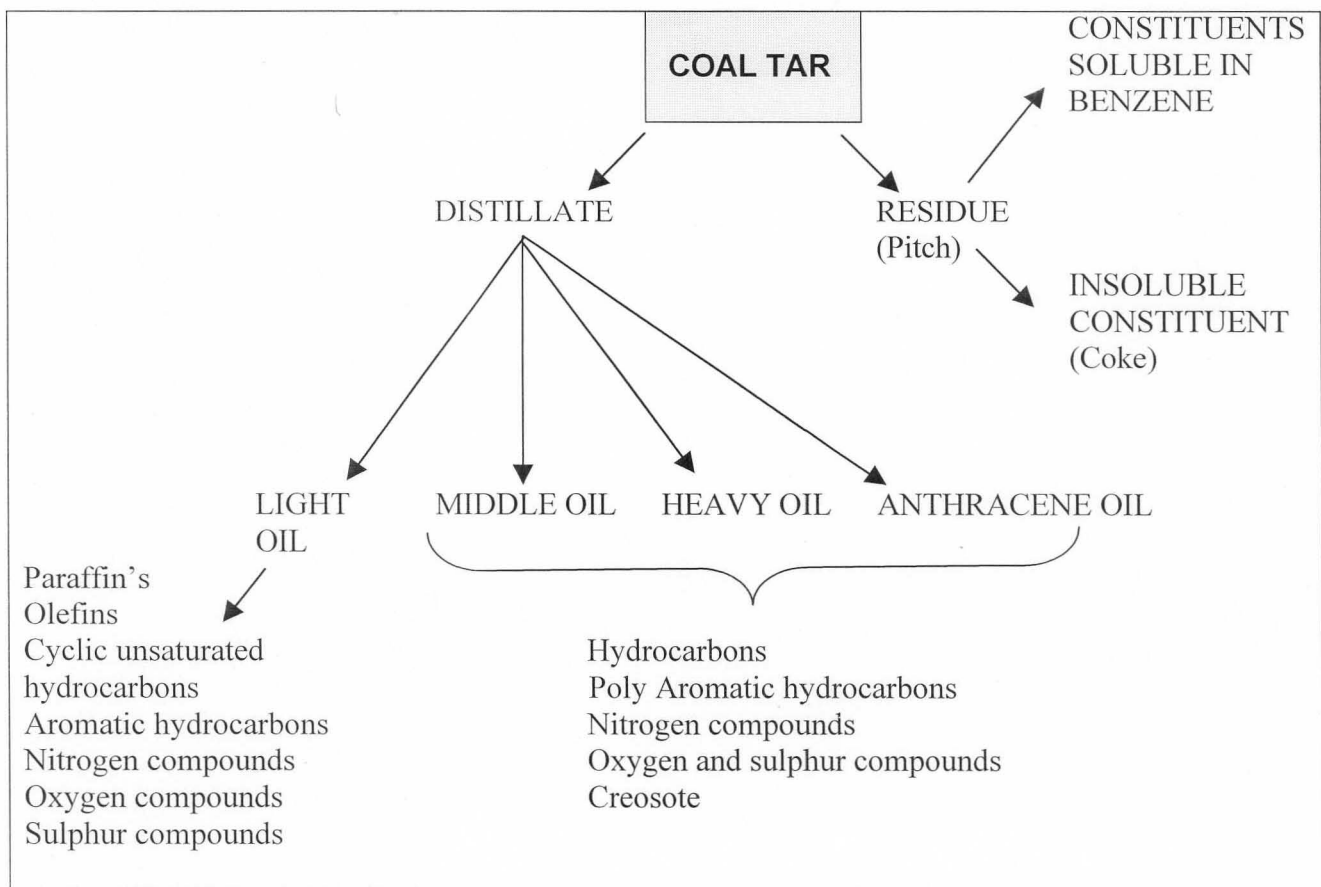 COAL TAR
CONSTITUENTS
SOLUBLE IN
BENZENE
DISTILLATE
RESIDUE
(Pitch)
INSOLUBLE
CONSTITUENT
(Coke)
LIGHT
OIL
MIDDLE OIL
HEAVY OIL
ANTHRACENE OIL
Paraffin's
Olefins
Cyclic unsaturated
hydrocarbons
Aromatic hydrocarbons
Nitrogen compounds
Oxygen compounds
Sulphur compounds
Hydrocarbons
Poly Aromatic hydrocarbons
Nitrogen compounds
Oxygen and sulphur compounds
Creosote